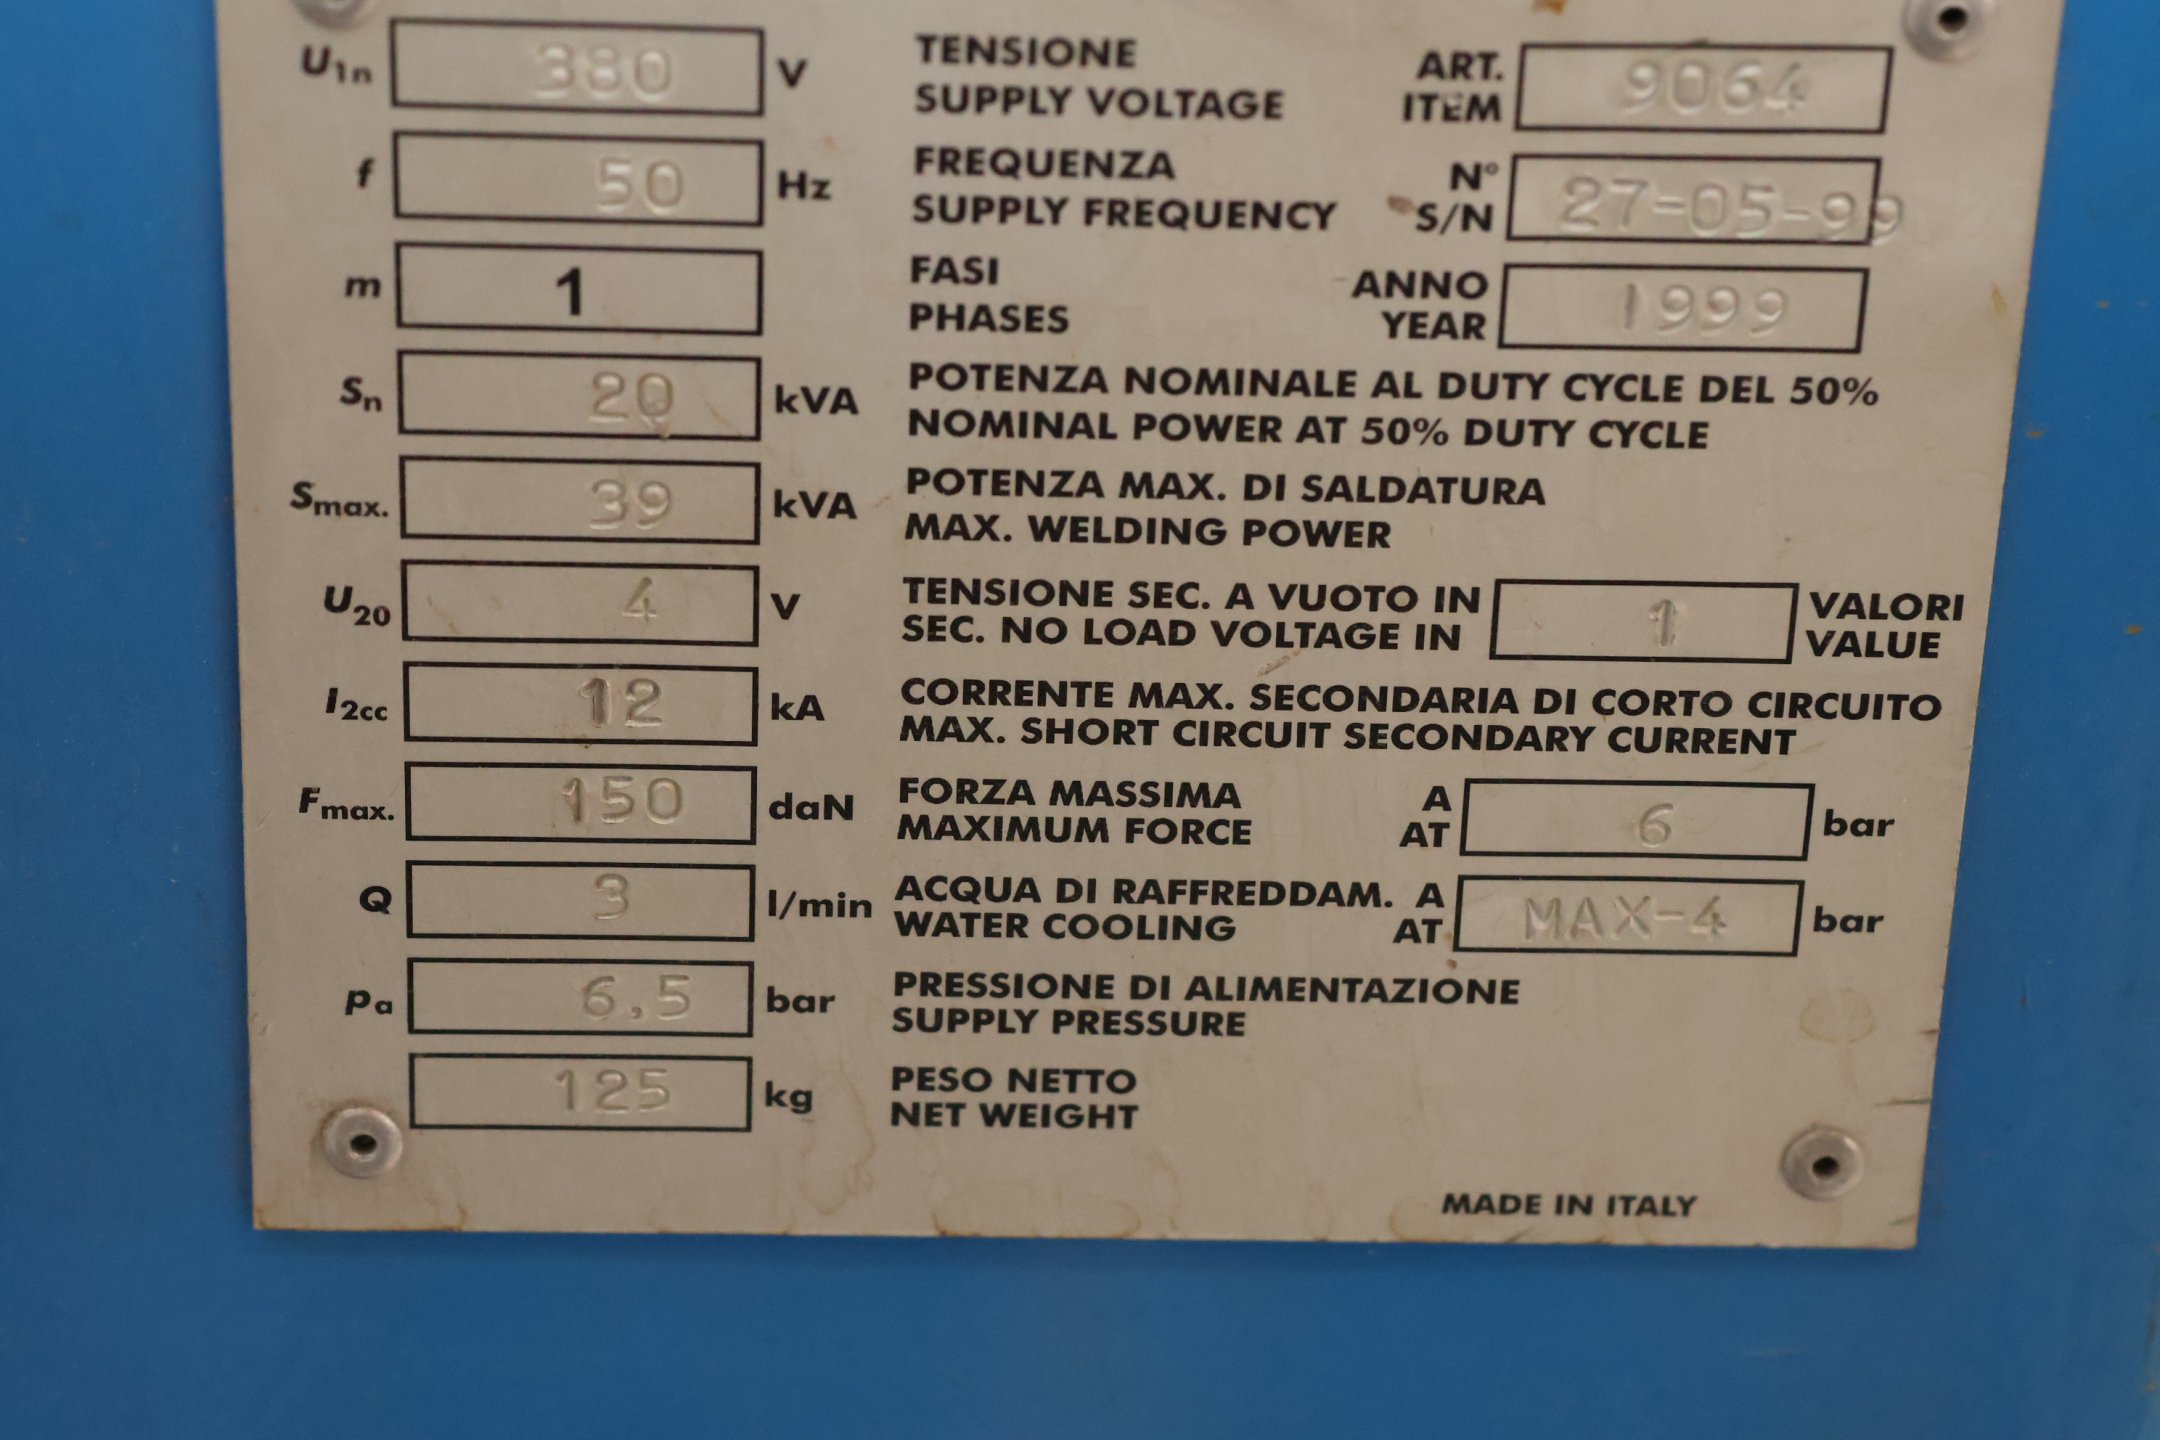 U1n 380 V TENSIONE SUPPLY VOLTAGE ART. ITEM 9064
f 50 Hz FREQUENZA SUPPLY FREQUENCY N° S/N 27-05-99
m 1 FASI PHASES ANNO YEAR 1999
Sn 20 kVA POTENZA NOMINALE AL DUTY CYCLE DEL 50%
NOMINAL POWER AT 50% DUTY CYCLE
Smax. 39 kVA POTENZA MAX. DI SALDATURA
MAX. WELDING POWER
U20 4 V TENSIONE SEC. A VUOTO IN 1 VALORI
SEC. NO LOAD VOLTAGE IN VALUE
I2cc 12 kA CORRENTE MAX. SECONDARIA DI CORTO CIRCUITO
MAX. SHORT CIRCUIT SECONDARY CURRENT
Fmax. 150 daN FORZA MASSIMA A 6 bar
MAXIMUM FORCE AT
Q 3 l/min ACQUA DI RAFFREDDAM. A MAX-4 bar
WATER COOLING AT
pa 6,5 bar PRESSIONE DI ALIMENTAZIONE
SUPPLY PRESSURE
125 kg PESO NETTO
NET WEIGHT
MADE IN ITALY